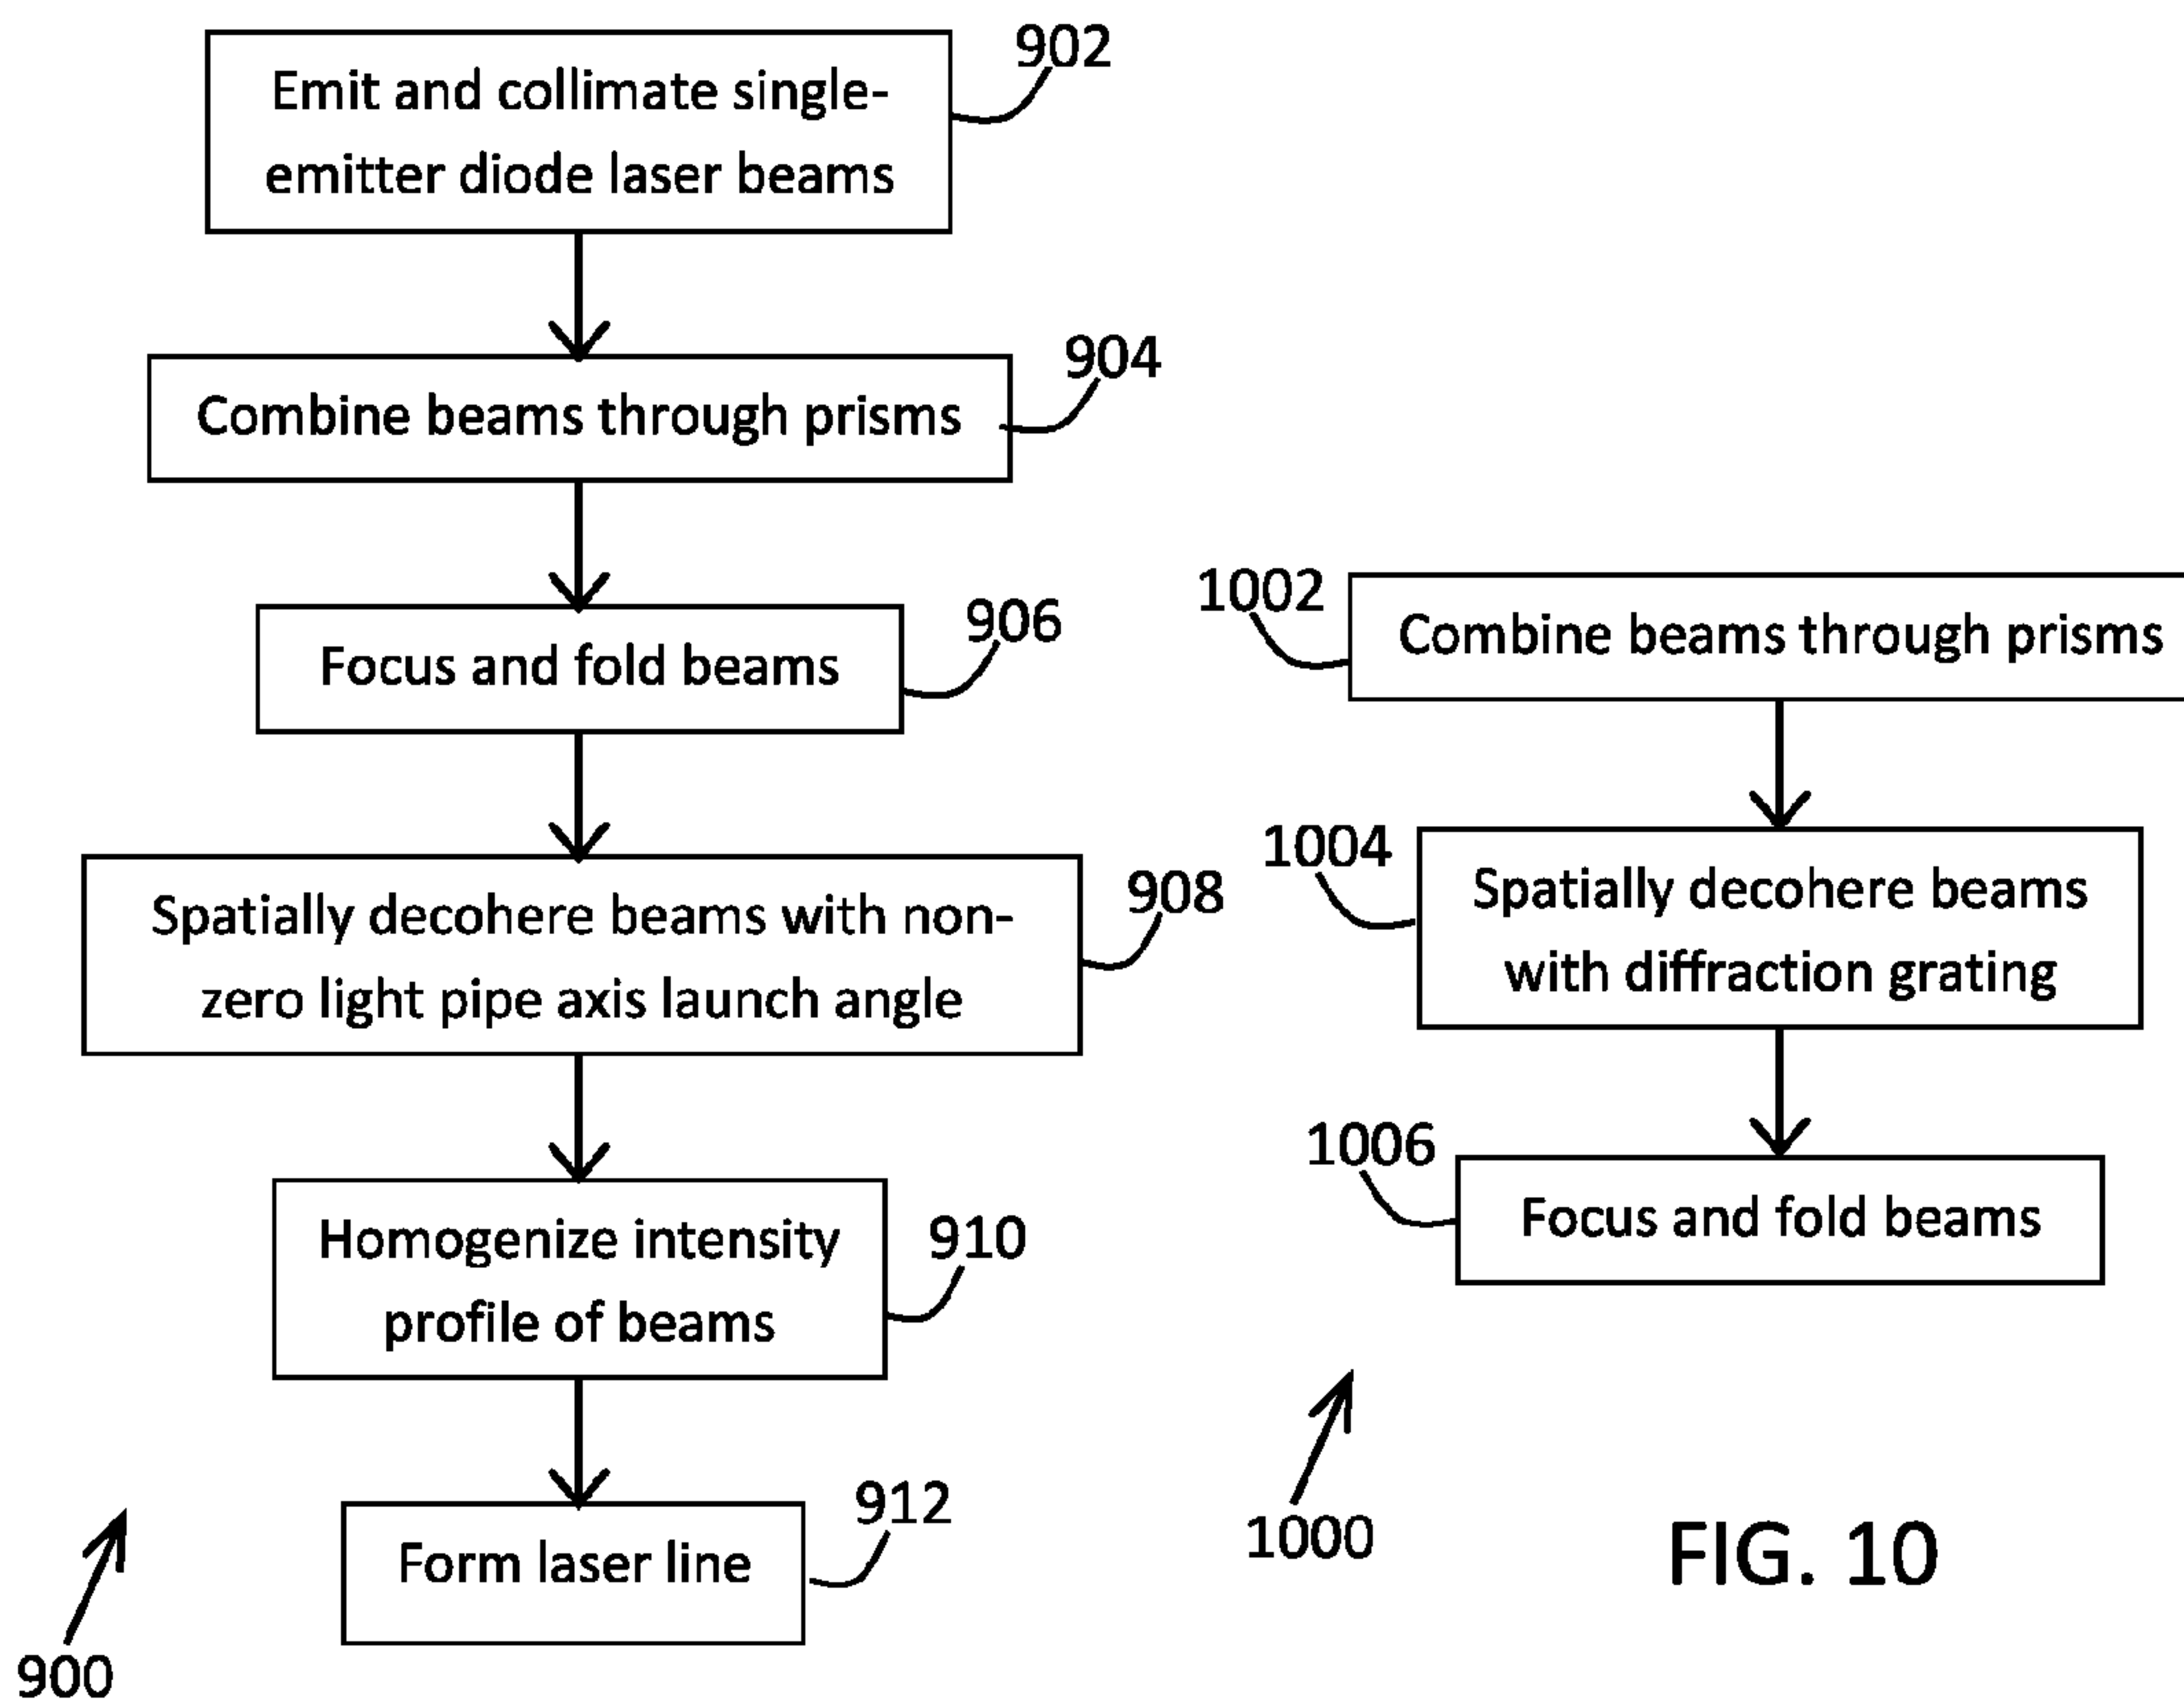 Emit and collimate single-
emitter diode laser beams
902
Combine beams through prisms
904
Focus and fold beams
906
Spatially decohere beams with non-
zero light pipe axis launch angle
908
Homogenize intensity
profile of beams
910
Form laser line
912
900
1002
Combine beams through prisms
1004
Spatially decohere beams
with diffraction grating
1006
Focus and fold beams
1000
FIG. 10